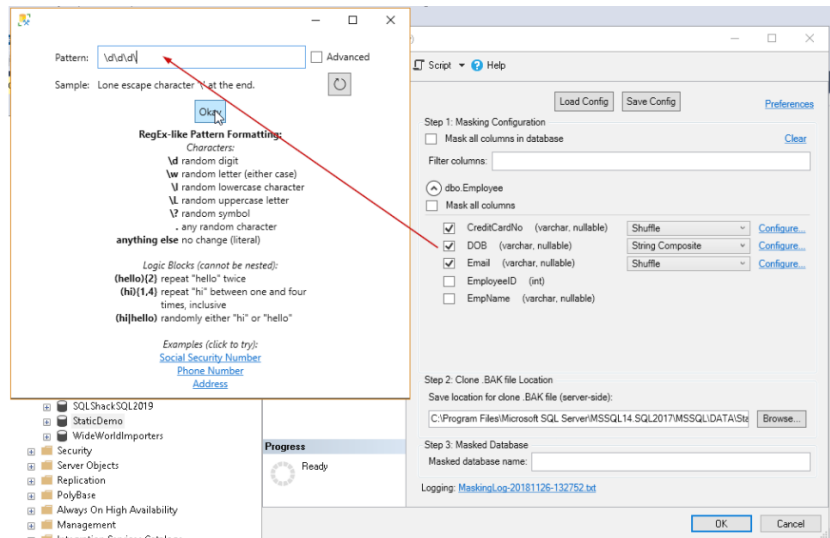 Pattern: \d\d\d\
Advanced
Sample: Lone escape character '\' at the end.
Okay
RegEx-like Pattern Formatting:
Characters:
\d random digit
\w random letter (either case)
\l random lowercase character
\L random uppercase letter
\? random symbol
. any random character
anything else no change (literal)
Logic Blocks (cannot be nested):
(hello){2} repeat "hello" twice
(hi){1,4} repeat "hi" between one and four
times, inclusive
(hi|hello) randomly either "hi" or "hello"
Examples (click to try):
Social Security Number
Phone Number
Address
SQLShackSQL2019
StaticDemo
WideWorldImporters
Security
Server Objects
Replication
PolyBase
Always On High Availability
Management
Integration Services Catalogs
Progress
Ready
Script
Help
Load Config
Save Config
Preferences
Step 1: Masking Configuration
Mask all columns in database
Clear
Filter columns:
dbo.Employee
Mask all columns
CreditCardNo (varchar, nullable) Shuffle Configure...
DOB (varchar, nullable) String Composite Configure...
Email (varchar, nullable) Shuffle Configure...
EmployeeID (int)
EmpName (varchar, nullable)
Step 2: Clone .BAK file Location
Save location for clone .BAK file (server-side):
C:\Program Files\Microsoft SQL Server\MSSQL14.SQL2017\MSSQL\DATA\Sta
Browse...
Step 3: Masked Database
Masked database name:
Logging: MaskingLog-20181126-132752.txt
OK
Cancel